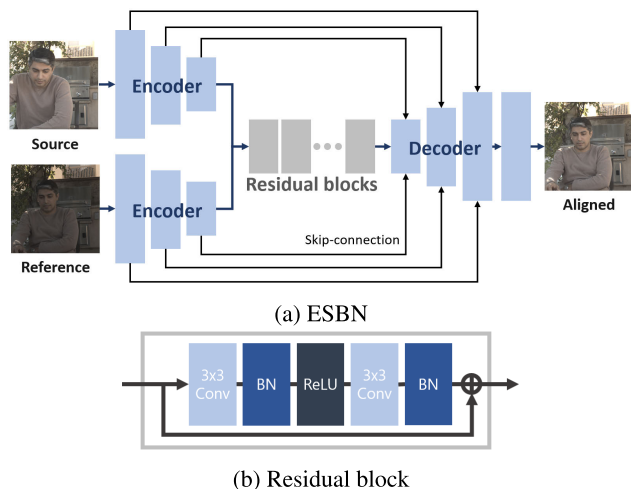 Encoder
Source
Encoder
Reference
Residual blocks
Decoder
Aligned
Skip-connection
(a) ESBN
3x3
Conv
BN
ReLU
3x3
Conv
BN
(b) Residual block